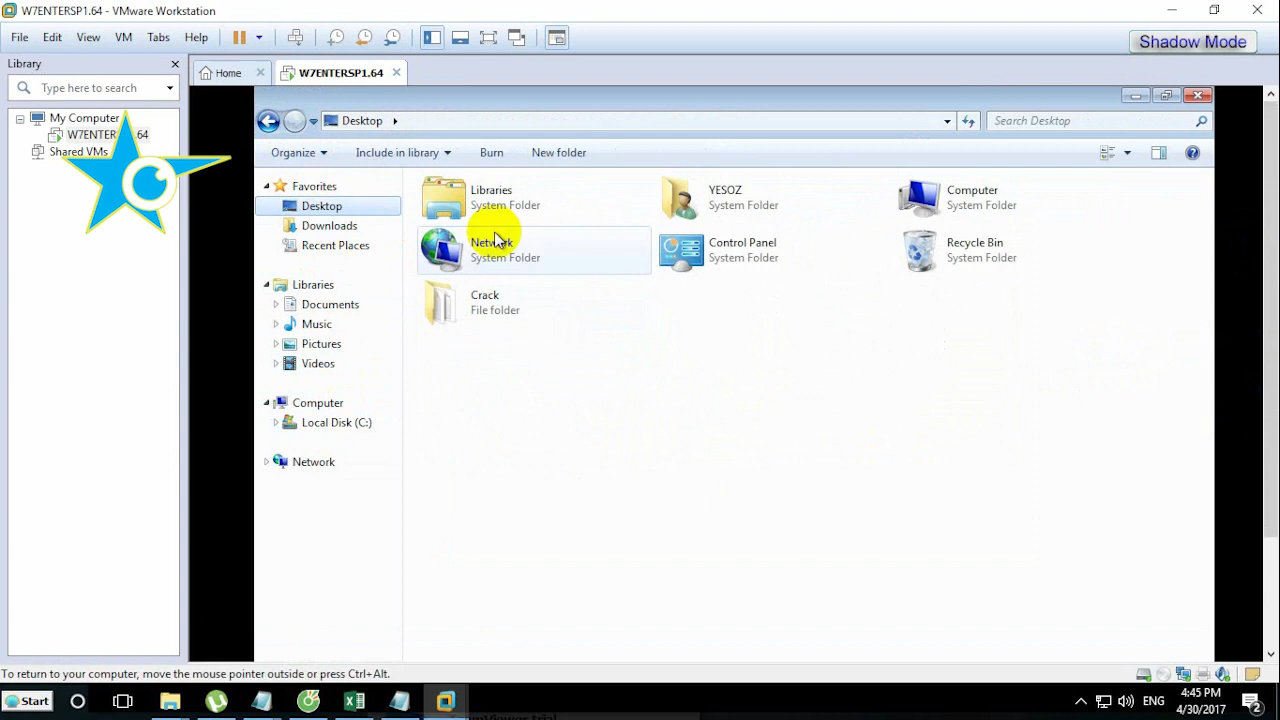 W7ENTERSP1.64 - VMware Workstation
File Edit View VM Tabs Help
Shadow Mode
Library
Home
W7ENTERSP1.64
Type here to search
My Computer
W7ENTER 64
Shared VMs
Desktop
Search Desktop
Organize
Include in library
Burn
New folder
Favorites
Desktop
Downloads
Recent Places
Libraries
Documents
Music
Pictures
Videos
Computer
Local Disk (C:)
Network
Libraries
System Folder
YESOZ
System Folder
Computer
System Folder
Network
System Folder
Control Panel
System Folder
Recycle Bin
System Folder
Crack
File folder
To return to your computer, move the mouse pointer outside or press Ctrl+Alt.
Start
ENG
4:45 PM
4/30/2017
2